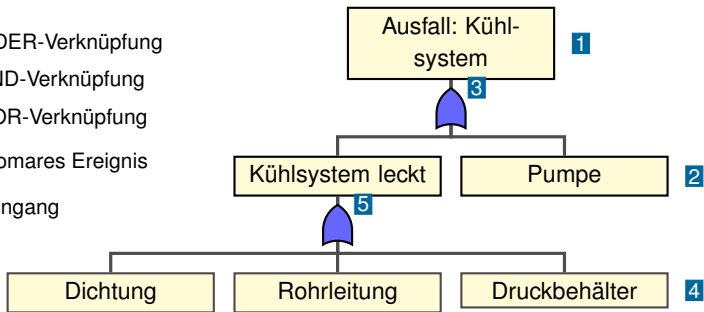 DER-Verknüpfung
ND-Verknüpfung
OR-Verknüpfung
omares Ereignis
ngang
Ausfall: Kühl-
system
1
3
Kühlsystem leckt
Pumpe
2
5
Dichtung
Rohrleitung
Druckbehälter
4